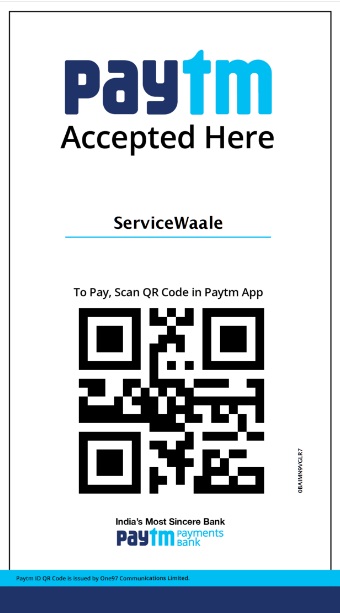 paytm
Accepted Here
ServiceWaale
To Pay, Scan QR Code in Paytm App
0BAIMN9VGLR7
India's Most Sincere Bank
paytm payments
bank
Paytm ID QR Code is issued by One97 Communications Limited.